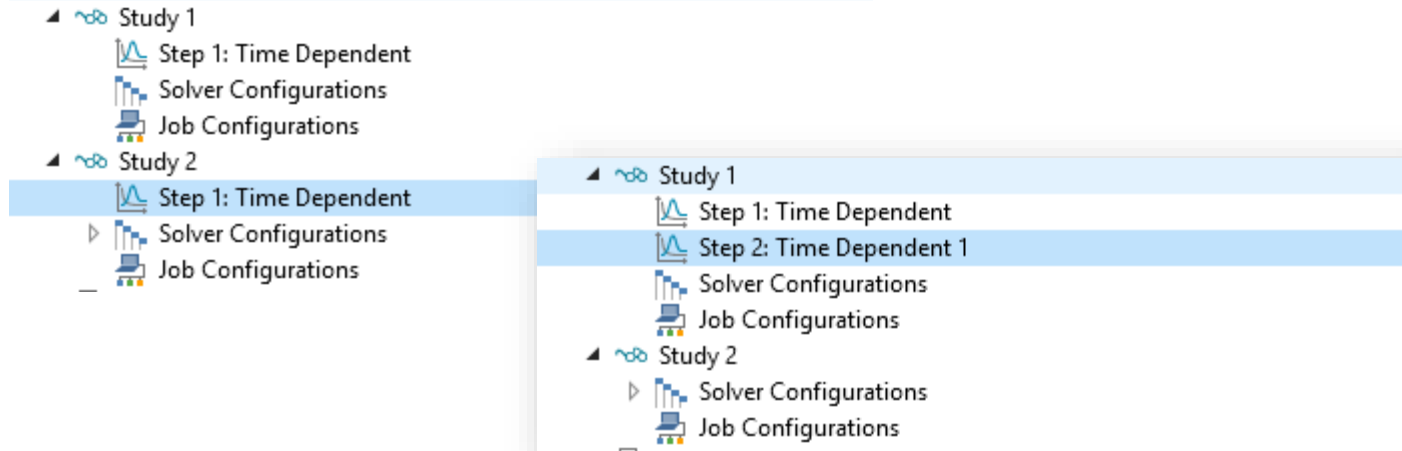 Study 1
Step 1: Time Dependent
Solver Configurations
Job Configurations
Study 2
Step 1: Time Dependent
Solver Configurations
Job Configurations
Study 1
Step 1: Time Dependent
Step 2: Time Dependent 1
Solver Configurations
Job Configurations
Study 2
Solver Configurations
Job Configurations